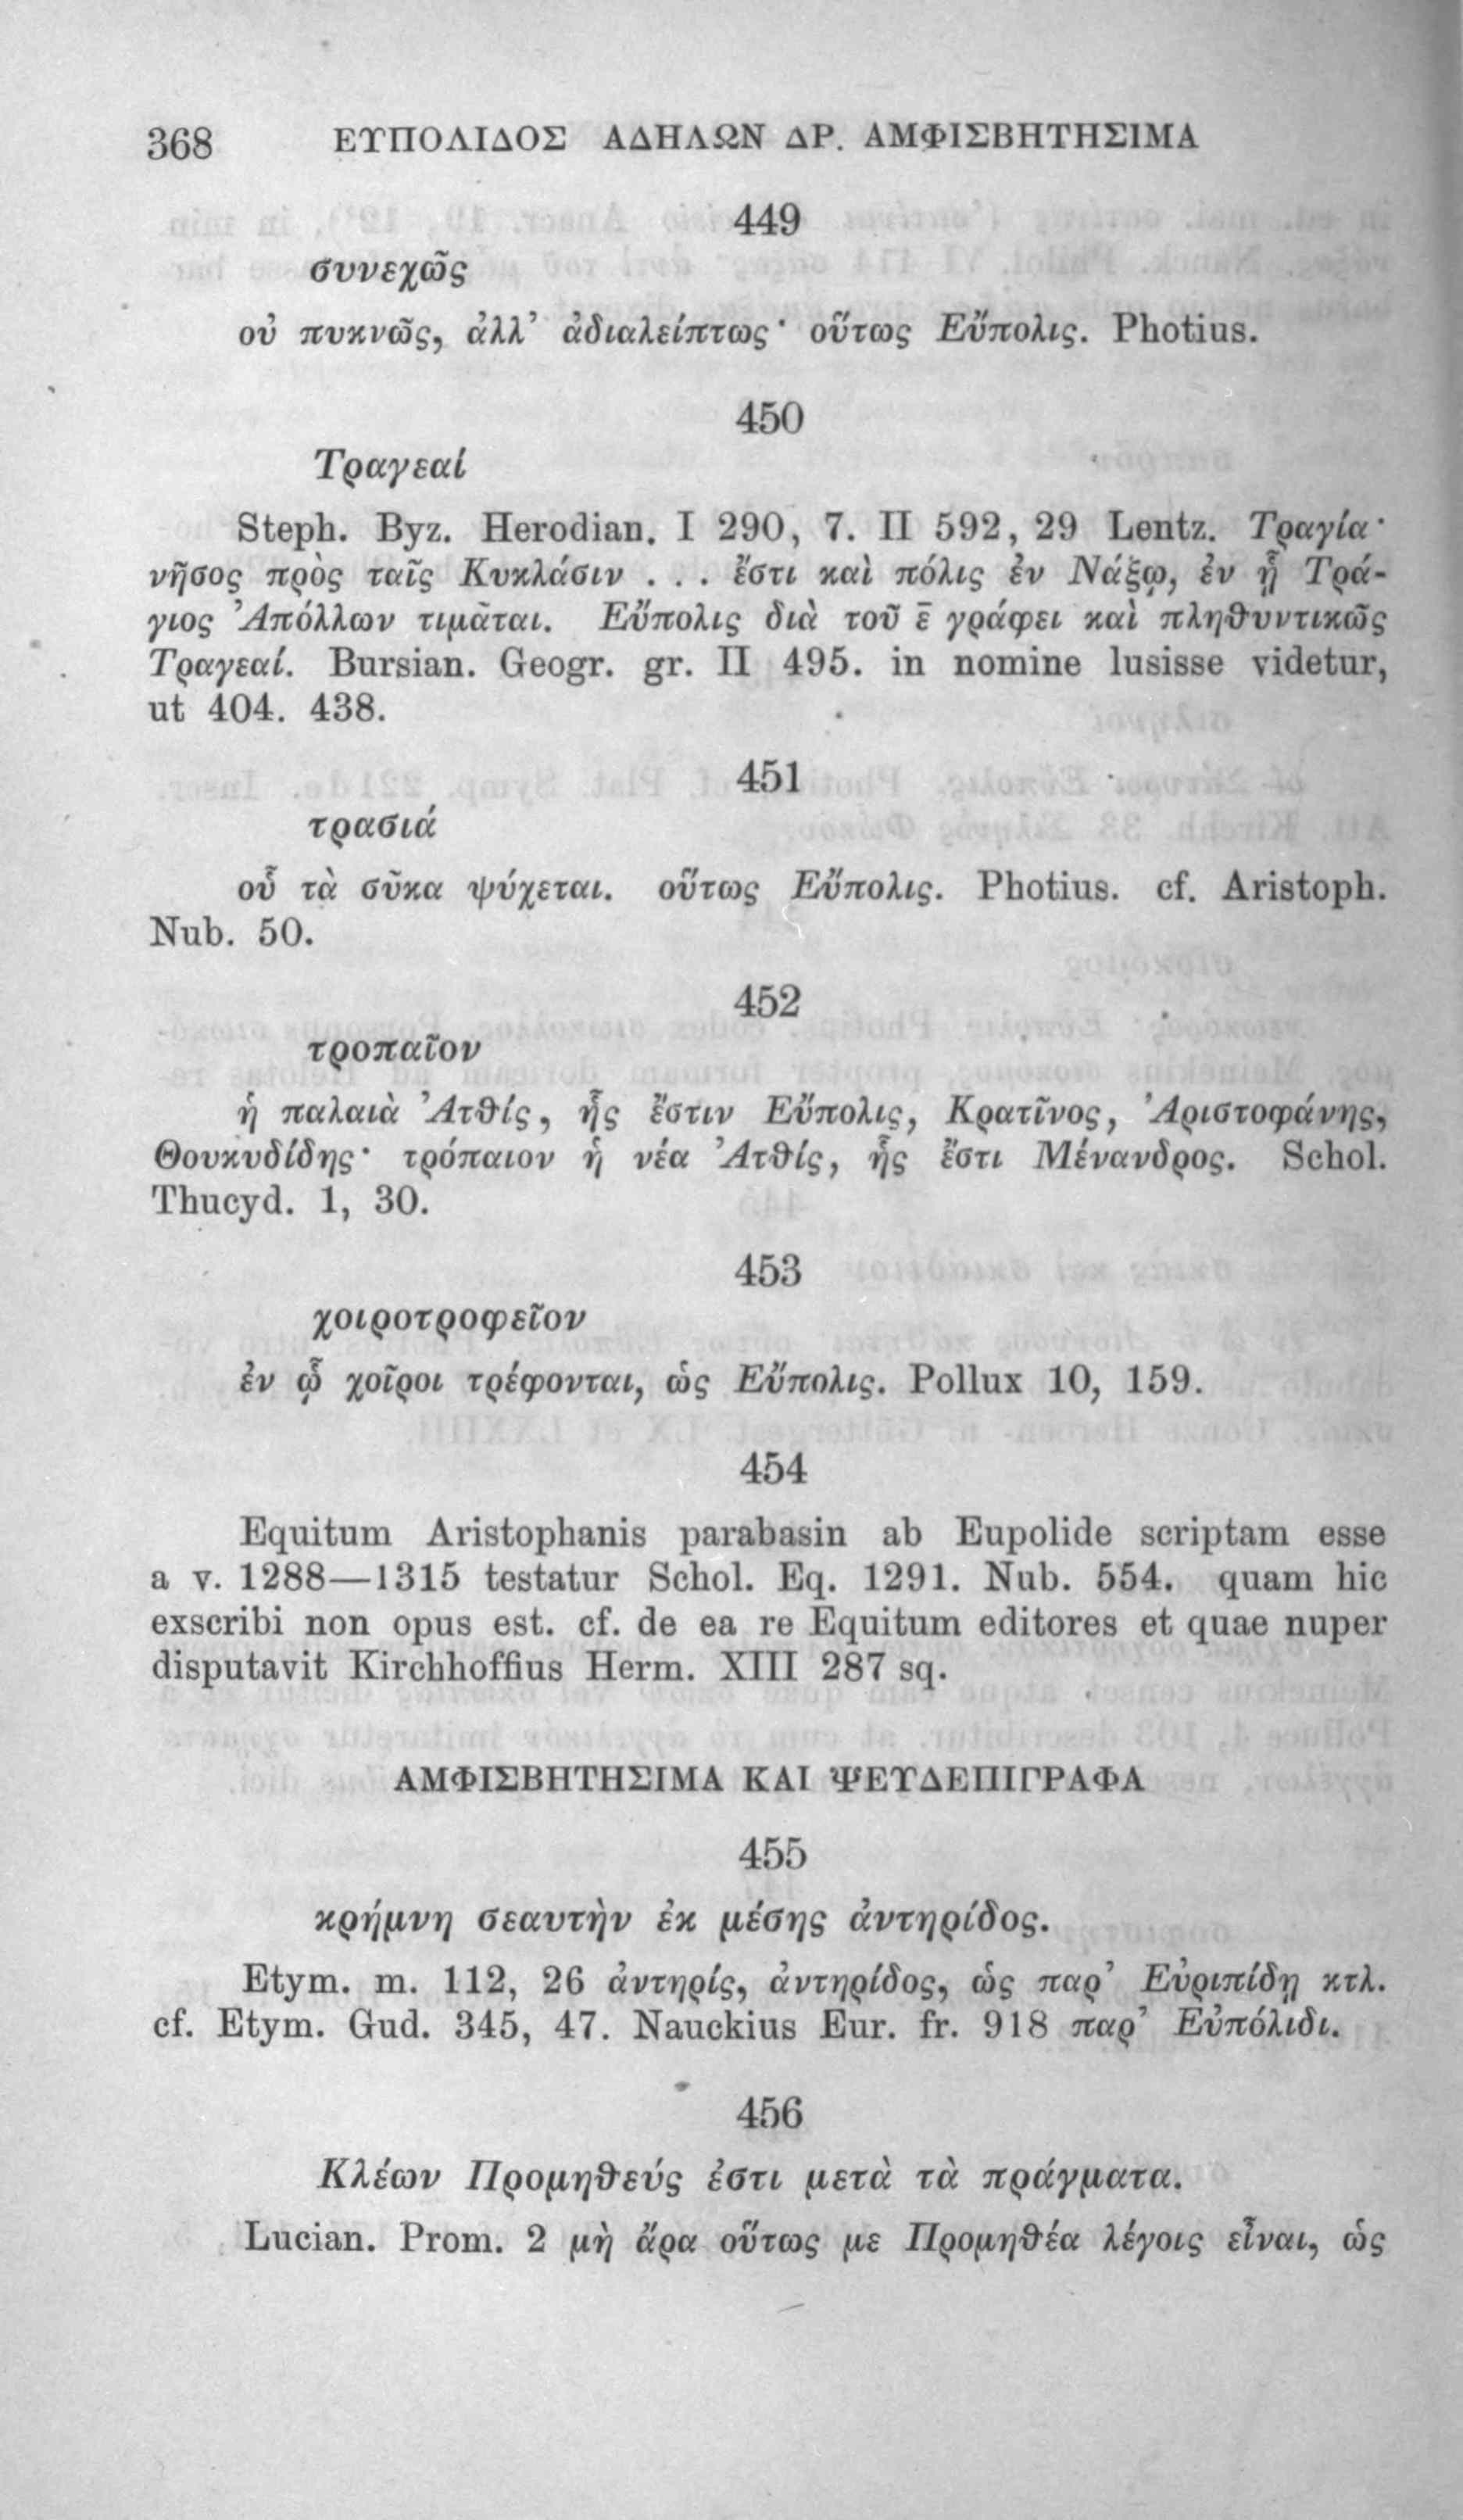 368 ΕΥΠΟΛΙΔΟΣ ΑΔΗΛΩΝ ΔΡ. ΑΜΦΙΣΒΗΤΗΣΙΜΑ
449
συνεχῶς
οὐ πυκνῶς, ἀλλ’ ἀδιαλείπτως· οὕτως Εὔπολις. Photius.
450
Τραγεαί
Steph. Byz. Herodian. I 290, 7. II 592, 29 Lentz. Τραγία·
νῆσος πρὸς ταῖς Κυκλάσιν . . . ἔστι καὶ πόλις ἐν Νάξῳ, ἐν ᾗ Τρά-
γιος Ἀπόλλων τιμᾶται. Εὔπολις διὰ τοῦ ε̄ γράφει καὶ πληθυντικῶς
Τραγεαί. Bursian. Geogr. gr. II 495. in nomine lusisse videtur,
ut 404. 438.
451
τρασιά
οὗ τὰ σῦκα ψύχεται. οὕτως Εὔπολις. Photius. cf. Aristoph.
Nub. 50.
452
τροπαῖον
ἡ παλαιὰ Ἀτθίς, ἧς ἔστιν Εὔπολις, Κρατῖνος, Ἀριστοφάνης,
Θουκυδίδης· τρόπαιον ἡ νέα Ἀτθίς, ἧς ἔστι Μένανδρος. Schol.
Thucyd. 1, 30.
453
χοιροτροφεῖον
ἐν ᾧ χοῖροι τρέφονται, ὡς Εὔπολις. Pollux 10, 159.
454
Equitum Aristophanis parabasin ab Eupolide scriptam esse
a v. 1288—1315 testatur Schol. Eq. 1291. Nub. 554. quam hic
exscribi non opus est. cf. de ea re Equitum editores et quae nuper
disputavit Kirchhoffius Herm. XIII 287 sq.
ΑΜΦΙΣΒΗΤΗΣΙΜΑ ΚΑΙ ΨΕΥΔΕΠΙΓΡΑΦΑ
455
κρήμνη σεαυτὴν ἐκ μέσης ἀντηρίδος.
Etym. m. 112, 26 ἀντηρίς, ἀντηρίδος, ὡς παρ’ Εὐριπίδῃ κτλ.
cf. Etym. Gud. 345, 47. Nauckius Eur. fr. 918 παρ’ Εὐπόλιδι.
456
Κλέων Προμηθεύς ἐστι μετὰ τὰ πράγματα.
Lucian. Prom. 2 μὴ ἄρα οὕτως με Προμηθέα λέγοις εἶναι, ὡς